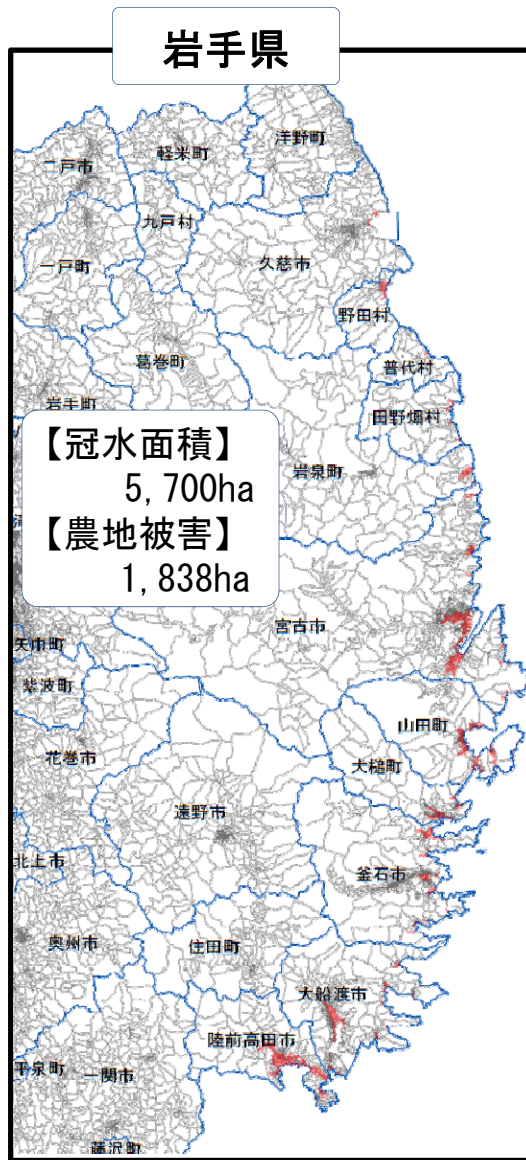 岩手県
洋野町
軽米町
二戸市
九戸村
一戸町
久慈市
野田村
葛巻町
普代村
岩手町
田野畑村
【冠水面積】
5,700ha
【農地被害】
1,838ha
岩泉町
宮古市
矢巾町
紫波町
山田町
花巻市
大槌町
遠野市
北上市
釜石市
奥州市
住田町
大船渡市
陸前高田市
平泉町
一関市
藤沢町